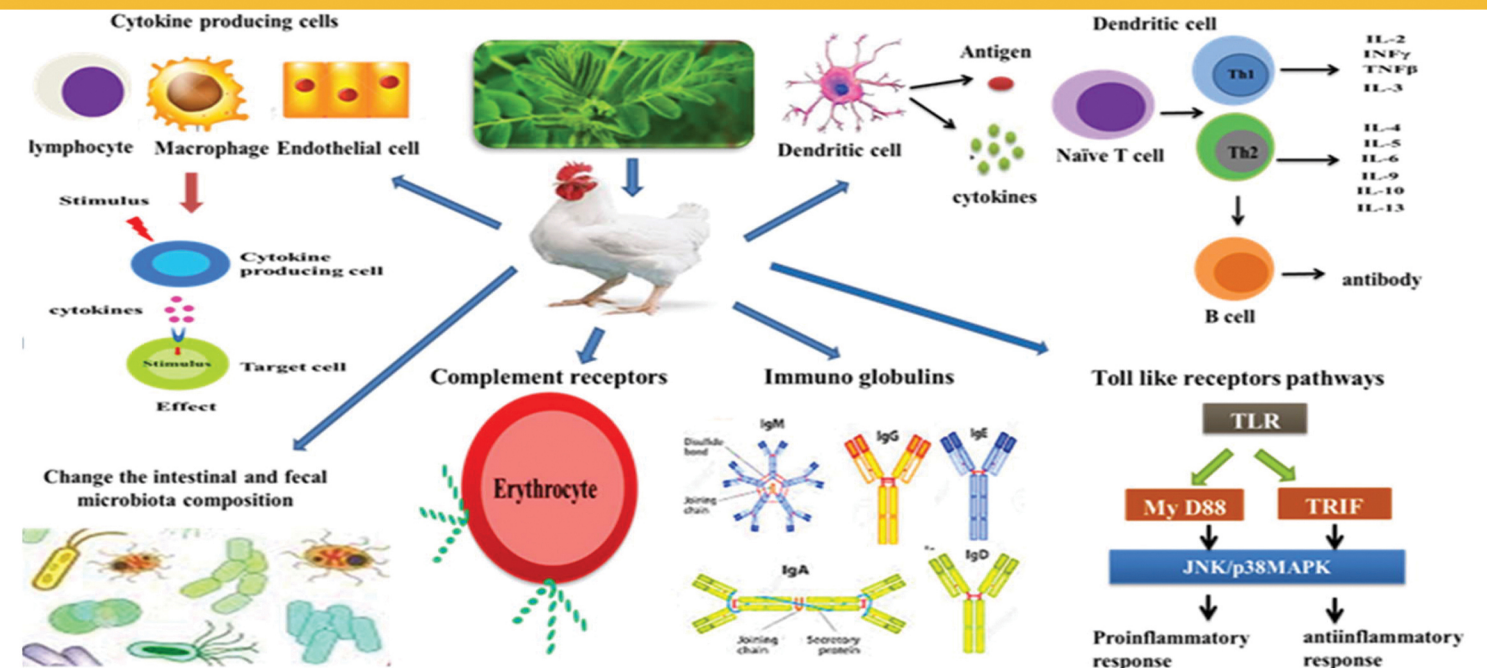 Cytokine producing cells
lymphocyte
Macrophage
Endothelial cell
Stimulus
Cytokine
producing cell
cytokines
Stimulus
Target cell
Effect
Dendritic cell
Antigen
cytokines
Dendritic cell
Naïve T cell
Th1
IL-2
INFγ
TNFβ
IL-3
Th2
IL-4
IL-5
IL-6
IL-9
IL-10
IL-13
B cell
antibody
Change the intestinal and fecal
microbiota composition
Complement receptors
Erythrocyte
Immuno globulins
IgM
Disulfide
bond
Joining
chain
IgG
IgE
IgA
Joining
chain
Secretory
protein
IgD
Toll like receptors pathways
TLR
My D88
TRIF
JNK/p38MAPK
Proinflammatory
response
antiinflammatory
response